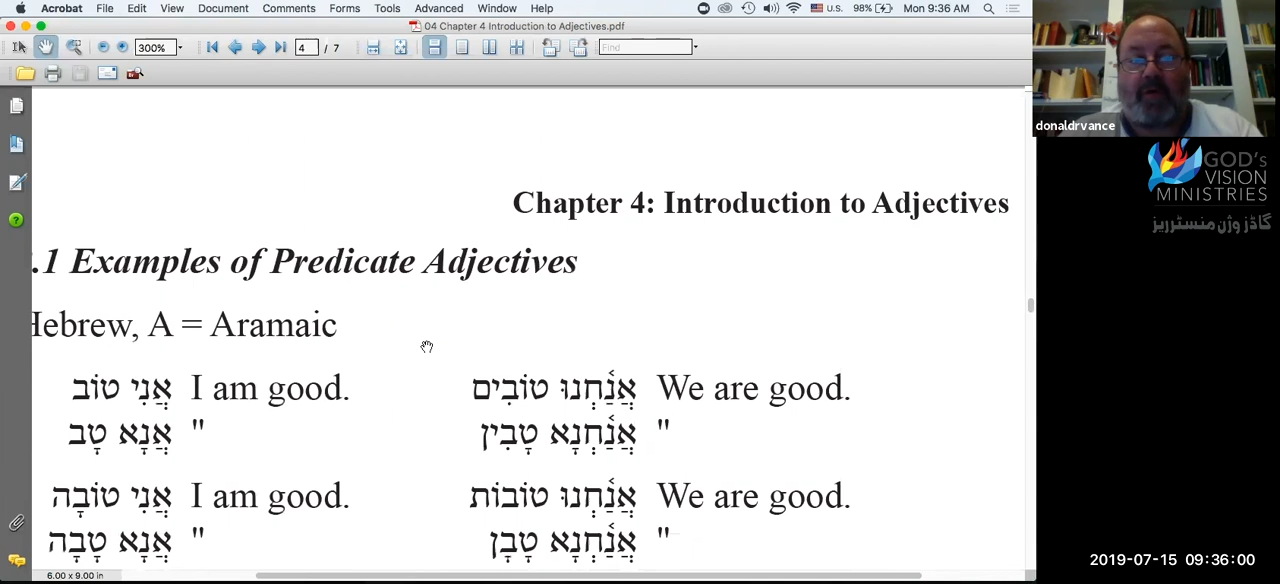 Acrobat File Edit View Document Comments Forms Tools Advanced Window Help U.S. 98% Mon 9:36 AM
04 Chapter 4 Introduction to Adjectives.pdf
300% 4 / 7 Find
donaldrvance
GOD's
VISION
MINISTRIES
گاڈز وژن منسٹریز
Chapter 4: Introduction to Adjectives
.1 Examples of Predicate Adjectives
Hebrew, A = Aramaic
אֲנִי טוֹב I am good. אֲנַ֫חְנוּ טוֹבִים We are good.
אֲנָא טָב " אֲנַ֫חְנָא טָבִין "
אֲנִי טוֹבָה I am good. אֲנַ֫חְנוּ טוֹבוֹת We are good.
אֲנָא טָבָה " אֲנַ֫חְנָא טָבָן "
6.00 x 9.00 in
2019-07-15 09:36:00